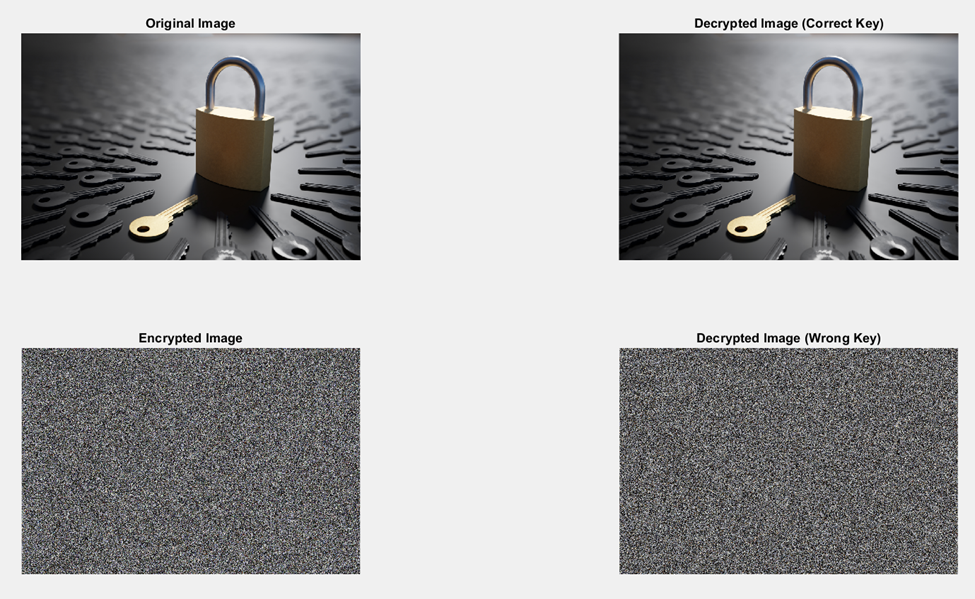 Original Image
Decrypted Image (Correct Key)
Encrypted Image
Decrypted Image (Wrong Key)